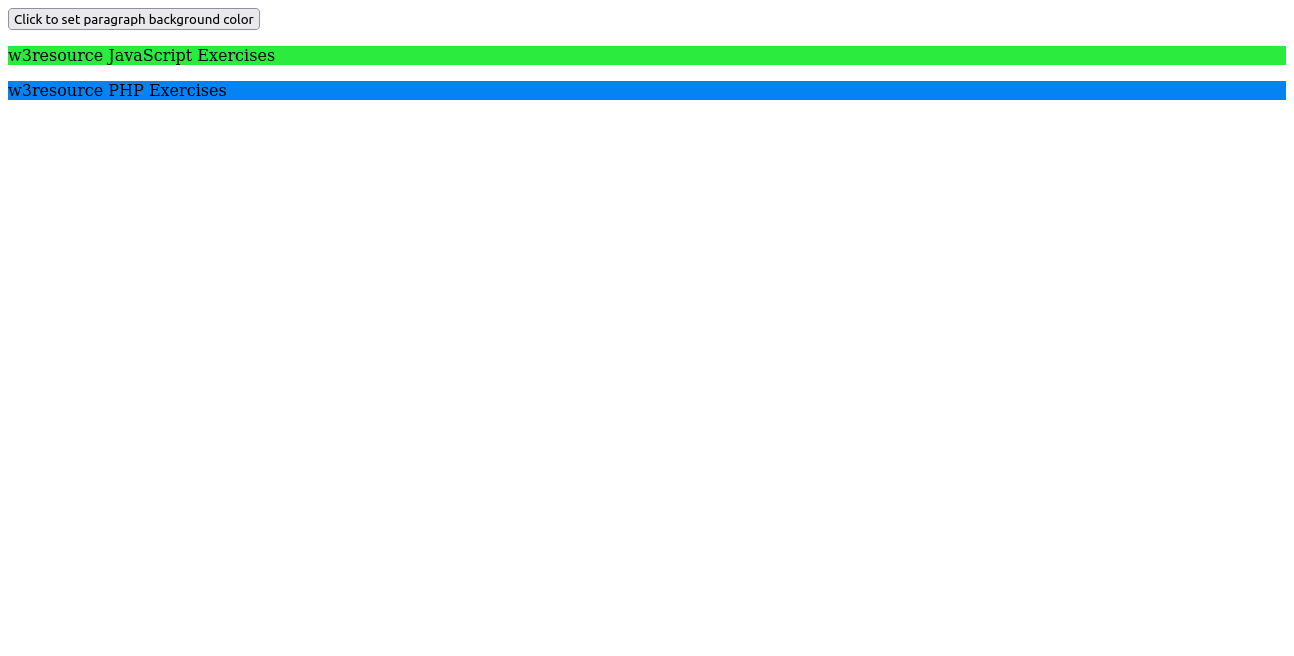 Click to set paragraph background color
w3resource JavaScript Exercises
w3resource PHP Exercises